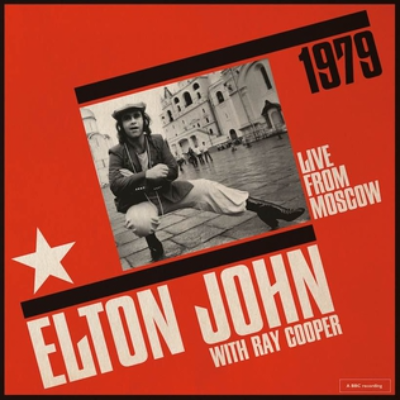 1979
LIVE
FROM
MOSCOW
ELTON JOHN
WITH RAY COOPER
A BBC recording